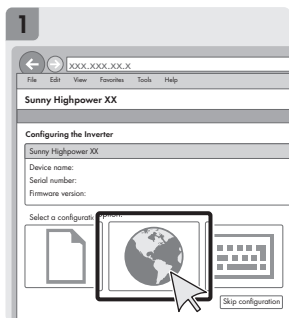 1
XXX.XXX.XX.X
File Edit View Favorites Tools Help
Sunny Highpower XX
Configuring the Inverter
Sunny Highpower XX
Device name:
Serial number:
Firmware version:
Select a configuration option:
Skip configuration